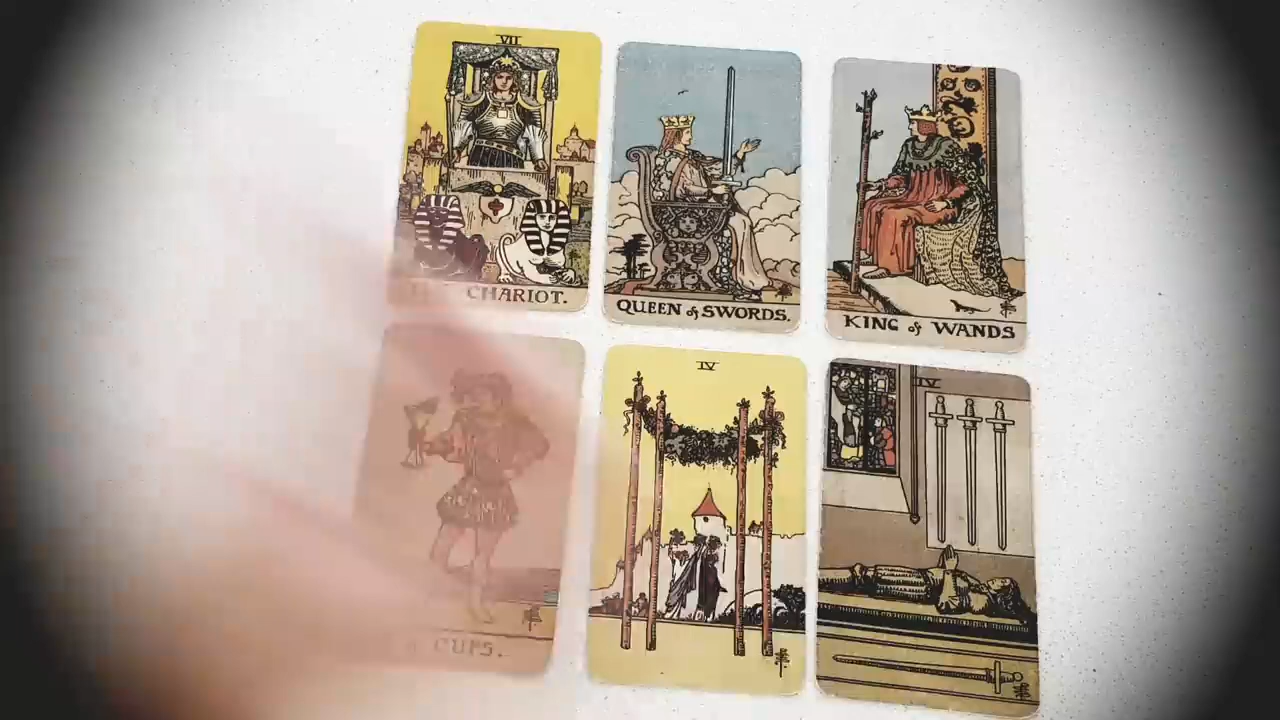 VII
CHARIOT.
QUEEN of SWORDS.
KING of WANDS
CUPS.
IV
IV